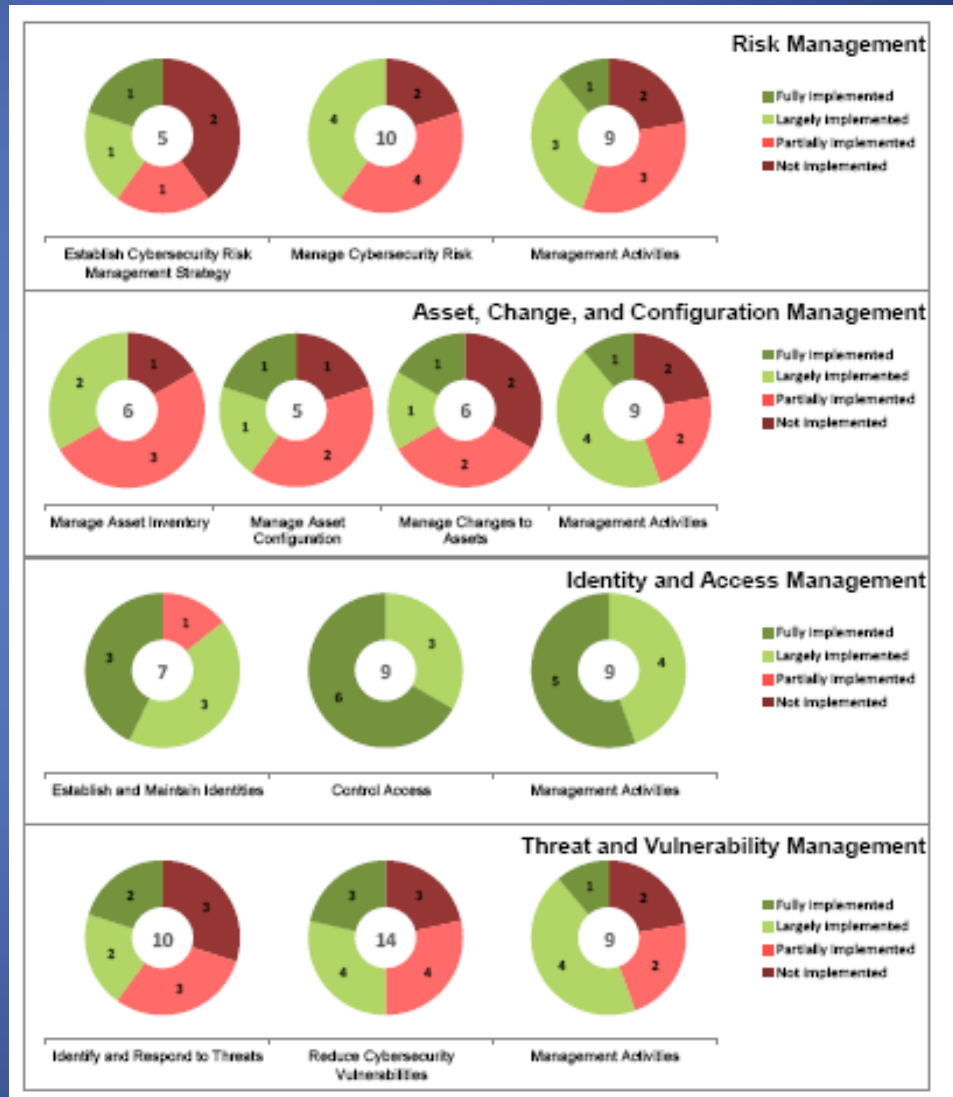 Risk Management
1
2
1
1
5
4
2
4
10
1
2
3
3
9
Fully Implemented
Largely implemented
Partially Implemented
Not Implemented
Establish Cybersecurity Risk
Management Strategy
Manage Cybersecurity Risk
Management Activities
Asset, Change, and Configuration Management
2
1
3
6
1
1
1
2
5
1
2
1
2
6
1
2
4
2
9
Fully Implemented
Largely implemented
Partially Implemented
Not Implemented
Manage Asset Inventory
Manage Asset
Configuration
Manage Changes to
Assets
Management Activities
Identity and Access Management
1
3
3
7
3
6
9
4
5
9
Fully Implemented
Largely implemented
Partially Implemented
Not Implemented
Establish and Maintain Identities
Control Access
Management Activities
Threat and Vulnerability Management
2
3
2
3
10
3
3
4
4
14
1
2
4
2
9
Fully Implemented
Largely implemented
Partially Implemented
Not Implemented
Identify and Respond to Threats
Reduce Cybersecurity
Vulnerabilities
Management Activities